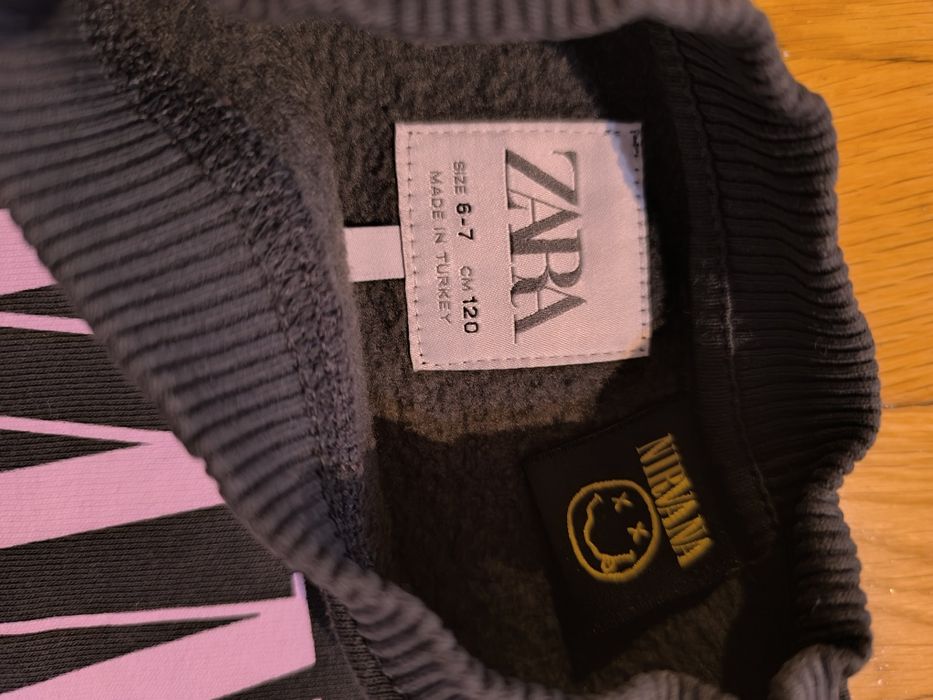 ZARA
SIZE 6-7 CM 120
MADE IN TURKEY
NIRVANA